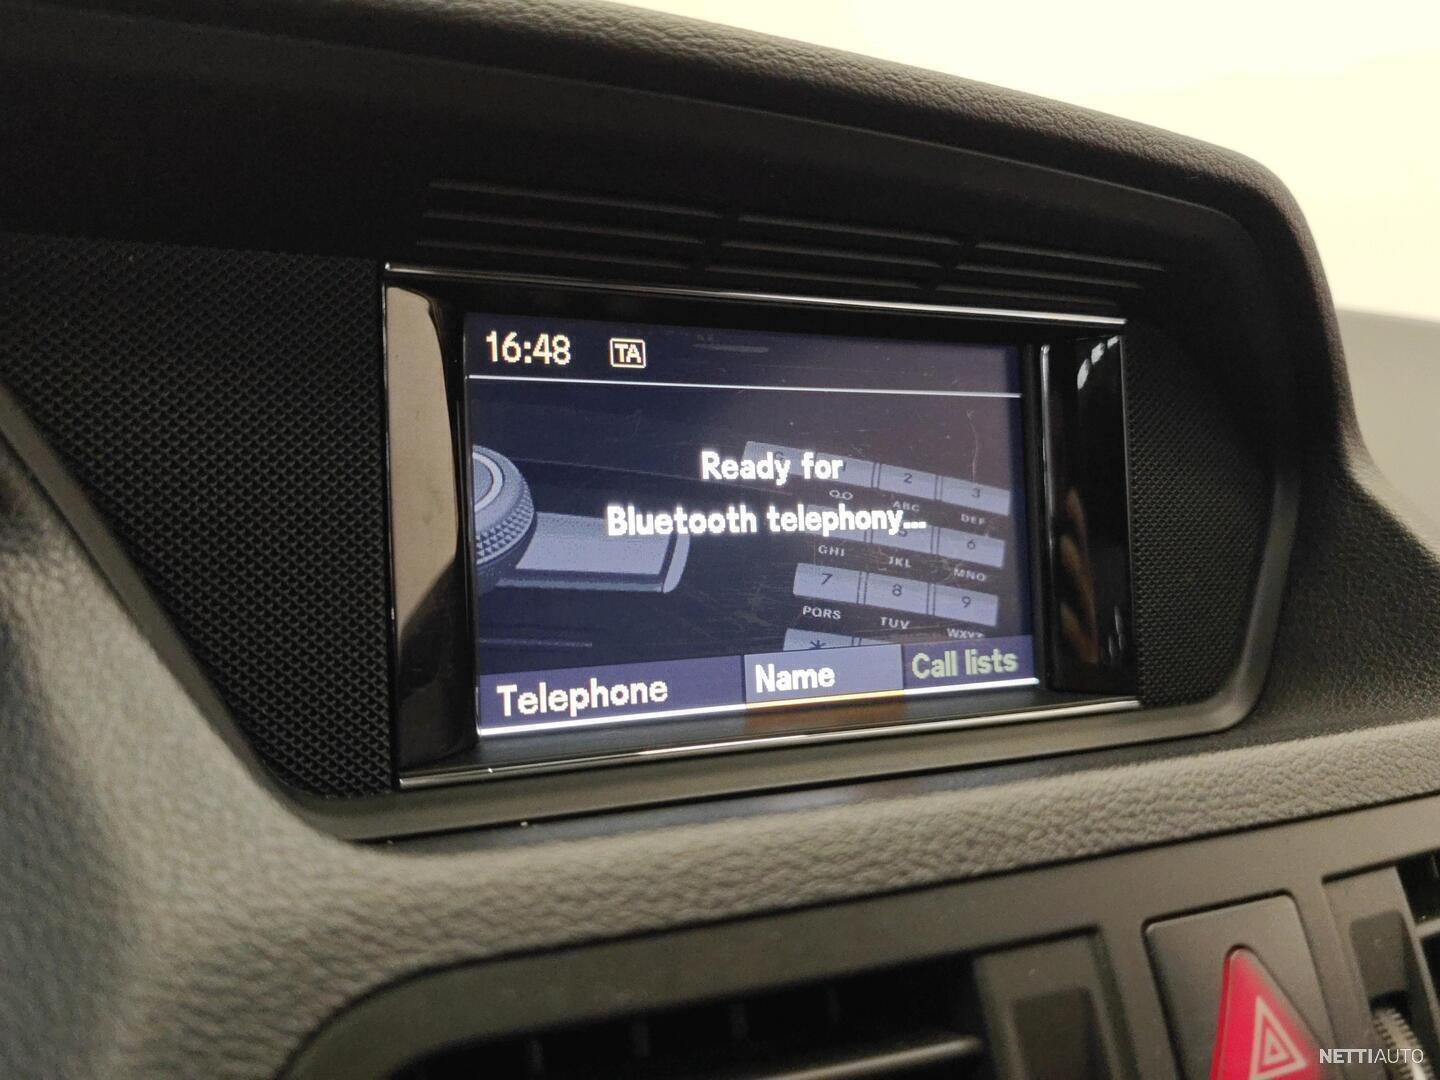 16:48 TA
Ready for
Bluetooth telephony...
2 3
ABC DEF
6
GHI JKL MNO
7 8 9
PQRS TUV WXYZ
*
Telephone Name Call lists
NETTIAUTO